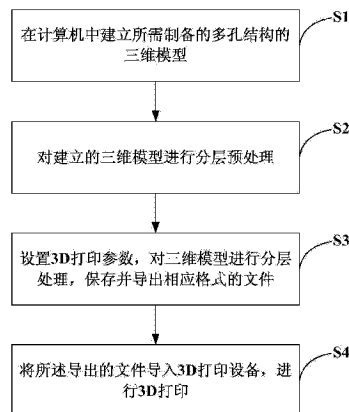 S1
在计算机中建立所需制备的多孔结构的
三维模型
S2
对建立的三维模型进行分层预处理
S3
设置3D打印参数，对三维模型进行分层
处理，保存并导出相应格式的文件
S4
将所述导出的文件导入3D打印设备，进
行3D打印